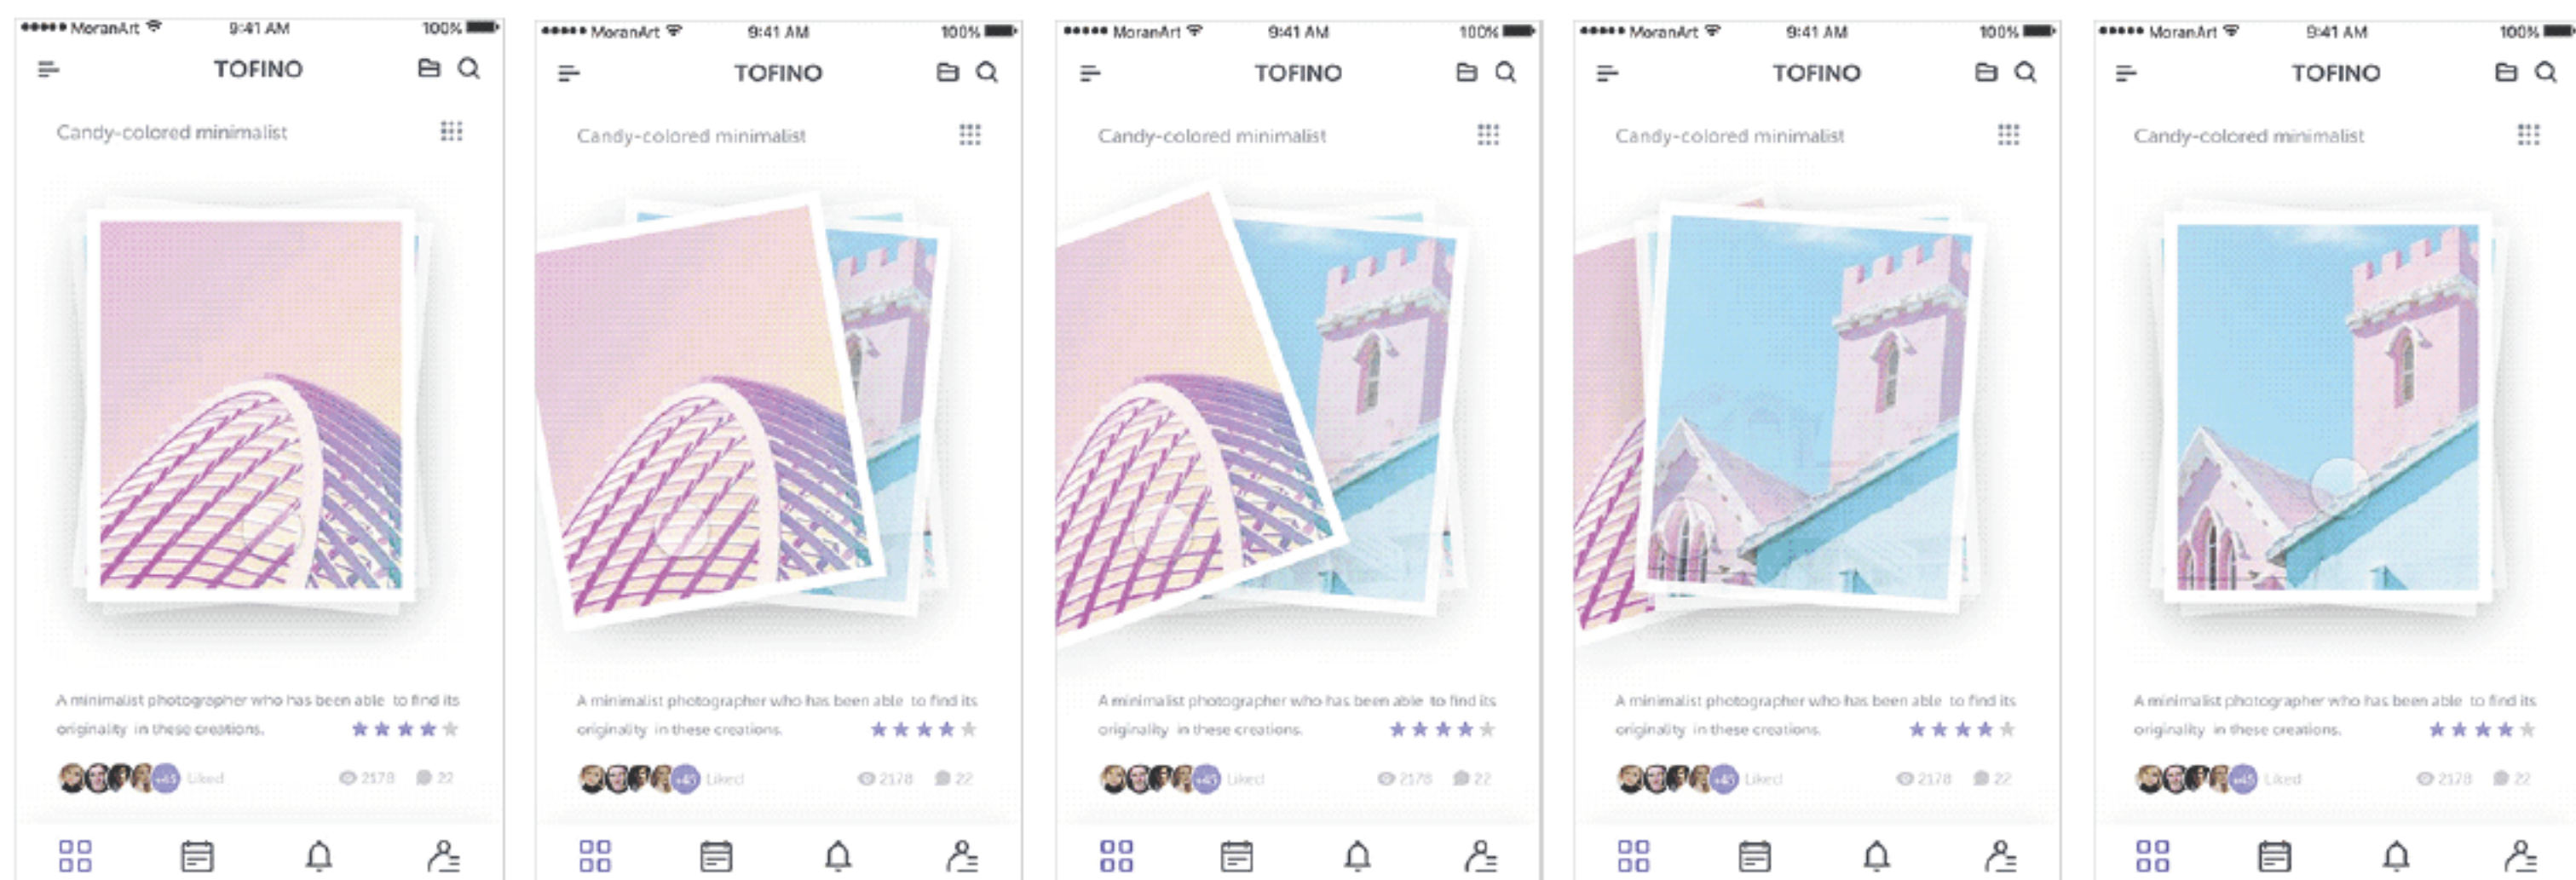 MoranArt 9:41 AM 100%
TOFINO
Candy-colored minimalist
A minimalist photographer who has been able to find its
originality in these creations.
+45 Liked 2178 22
MoranArt 9:41 AM 100%
TOFINO
Candy-colored minimalist
A minimalist photographer who has been able to find its
originality in these creations.
+45 Liked 2178 22
MoranArt 9:41 AM 100%
TOFINO
Candy-colored minimalist
A minimalist photographer who has been able to find its
originality in these creations.
+45 Liked 2178 22
MoranArt 9:41 AM 100%
TOFINO
Candy-colored minimalist
A minimalist photographer who has been able to find its
originality in these creations.
+45 Liked 2178 22
MoranArt 9:41 AM 100%
TOFINO
Candy-colored minimalist
A minimalist photographer who has been able to find its
originality in these creations.
+45 Liked 2178 22